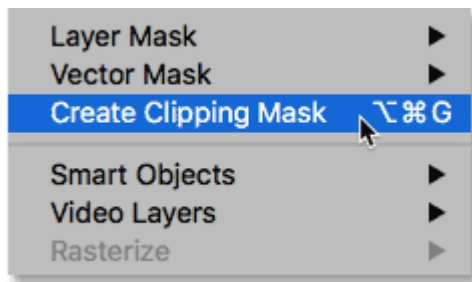 Layer Mask ▶
Vector Mask ▶
Create Clipping Mask ⌥⌘G
Smart Objects ▶
Video Layers ▶
Rasterize ▶